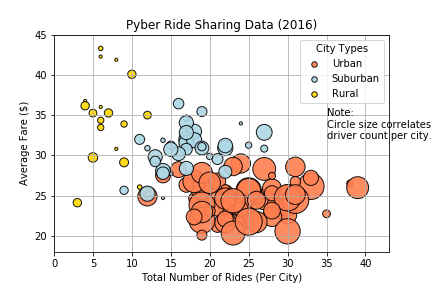 Pyber Ride Sharing Data (2016)
45
40
35
30
25
20
Average Fare ($)
City Types
Urban
Suburban
Rural
Note:
Circle size correlates
driver count per city.
0 5 10 15 20 25 30 35 40
Total Number of Rides (Per City)